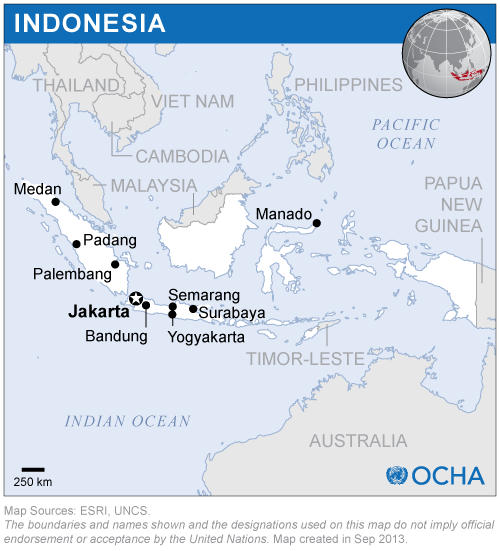 INDONESIA
THAILAND
VIET NAM
PHILIPPINES
PACIFIC
OCEAN
CAMBODIA
MALAYSIA
PAPUA
NEW
GUINEA
Medan
Manado
Padang
Palembang
Jakarta
Semarang
Surabaya
Bandung
Yogyakarta
TIMOR-LESTE
INDIAN OCEAN
AUSTRALIA
250 km
OCHA
Map Sources: ESRI, UNCS.
The boundaries and names shown and the designations used on this map do not imply official
endorsement or acceptance by the United Nations. Map created in Sep 2013.